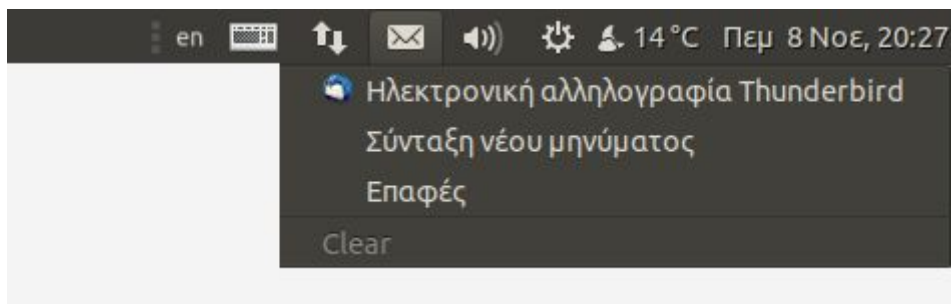 en 14 °C Πεμ 8 Νοε, 20:27
Ηλεκτρονική αλληλογραφία Thunderbird
Σύνταξη νέου μηνύματος
Επαφές
Clear